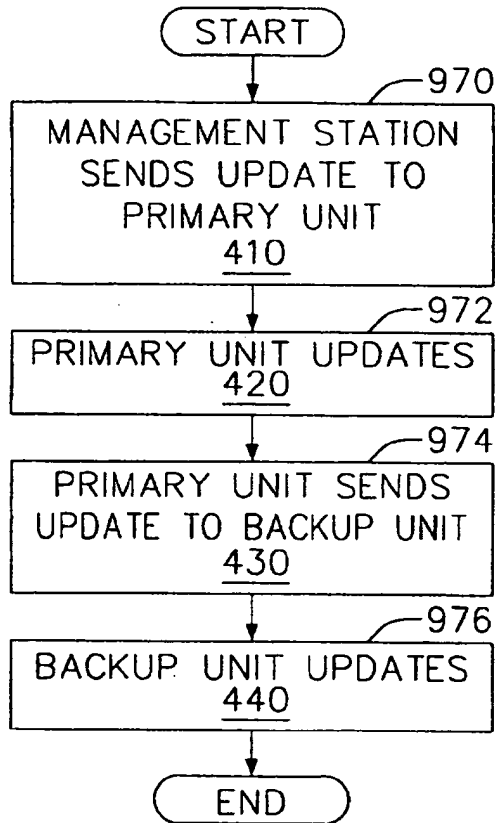 START
970
MANAGEMENT STATION
SENDS UPDATE TO
PRIMARY UNIT
410
972
PRIMARY UNIT UPDATES
420
974
PRIMARY UNIT SENDS
UPDATE TO BACKUP UNIT
430
976
BACKUP UNIT UPDATES
440
END